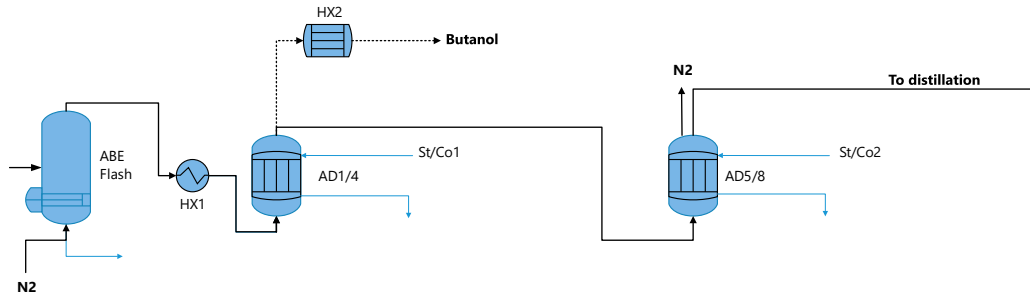 HX2
Butanol
N2
To distillation
ABE
Flash
HX1
St/Co1
AD1/4
St/Co2
AD5/8
N2